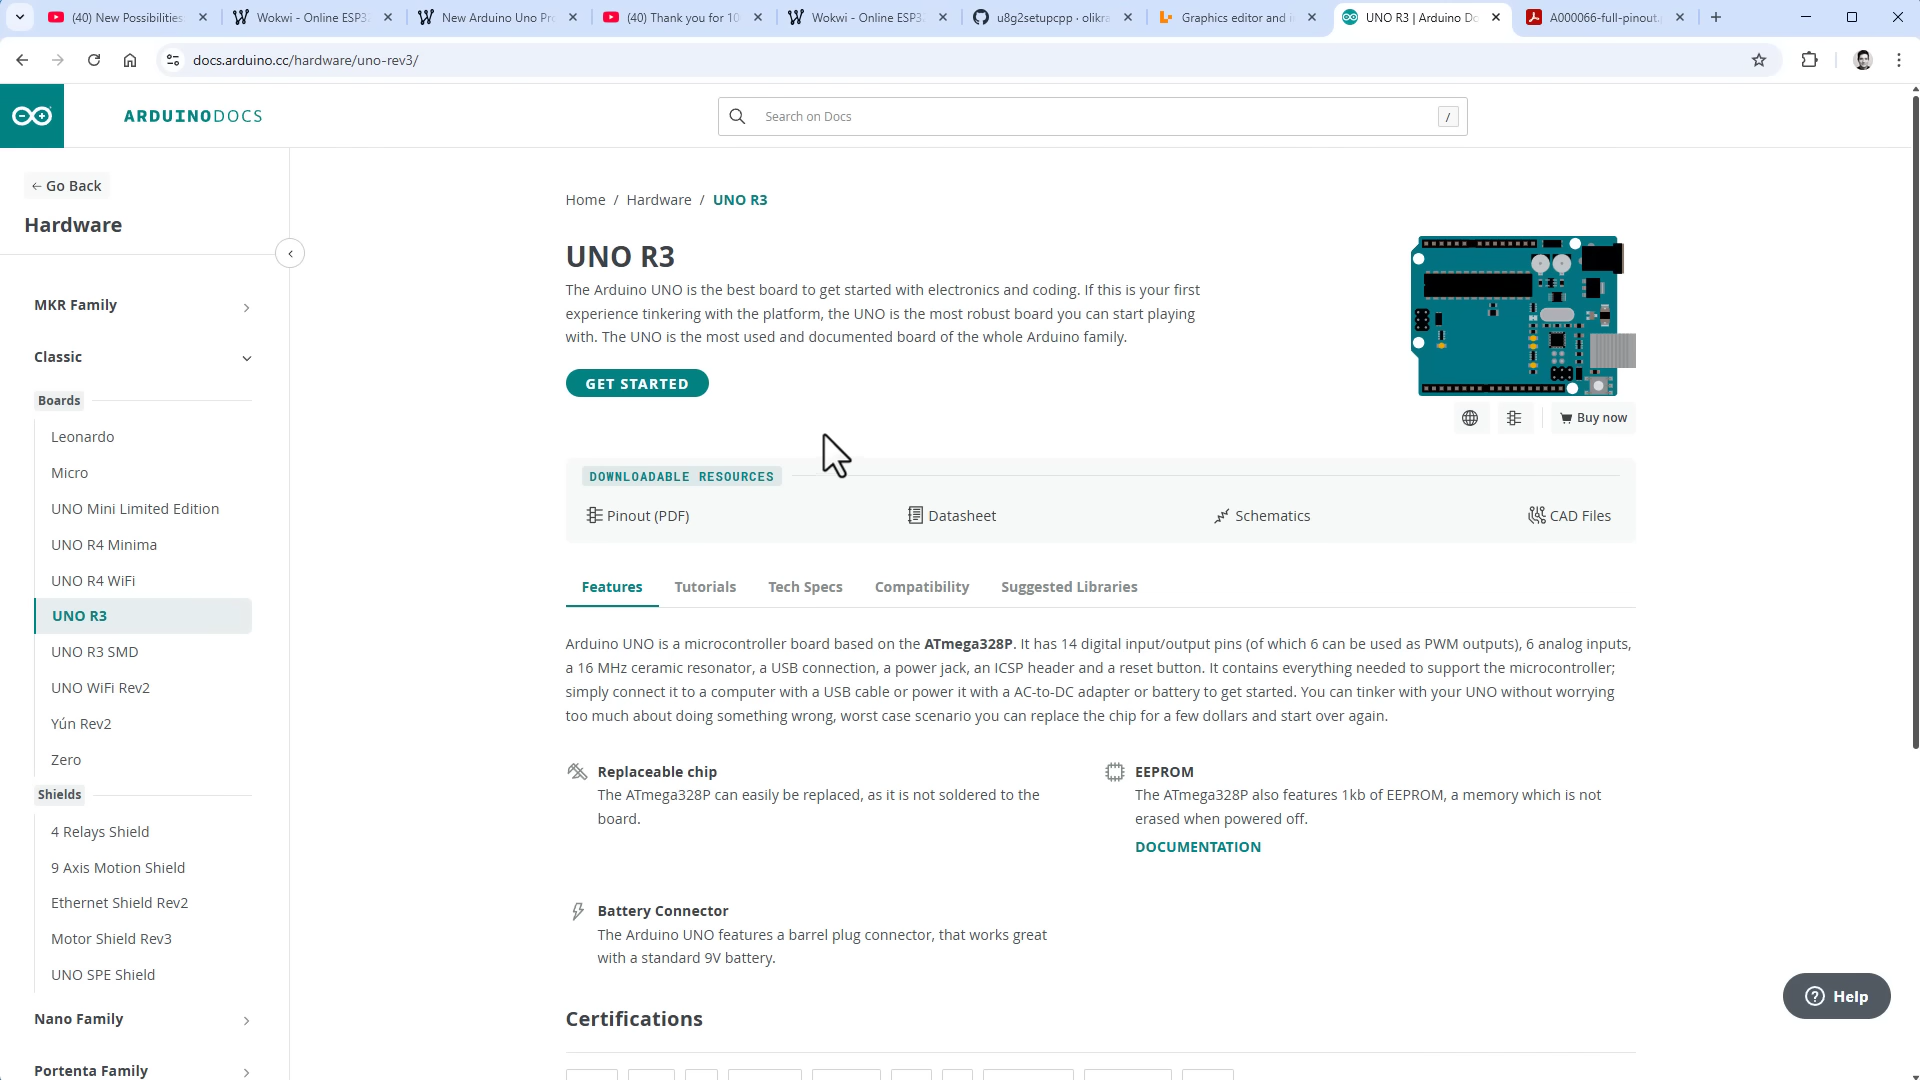 (40) New Possibilities
Wokwi - Online ESP32
New Arduino Uno Pro
(40) Thank you for 10
Wokwi - Online ESP32
u8g2setupcpp · olikra
Graphics editor and i
UNO R3 | Arduino Do
A000066-full-pinout.
docs.arduino.cc/hardware/uno-rev3/
ARDUINODOCS
Search on Docs
/
Go Back
Hardware
MKR Family
Classic
Boards
Leonardo
Micro
UNO Mini Limited Edition
UNO R4 Minima
UNO R4 WiFi
UNO R3
UNO R3 SMD
UNO WiFi Rev2
Yún Rev2
Zero
Shields
4 Relays Shield
9 Axis Motion Shield
Ethernet Shield Rev2
Motor Shield Rev3
UNO SPE Shield
Nano Family
Portenta Family
Home / Hardware / UNO R3
UNO R3
The Arduino UNO is the best board to get started with electronics and coding. If this is your first
experience tinkering with the platform, the UNO is the most robust board you can start playing
with. The UNO is the most used and documented board of the whole Arduino family.
GET STARTED
Buy now
DOWNLOADABLE RESOURCES
Pinout (PDF)
Datasheet
Schematics
CAD Files
Features
Tutorials
Tech Specs
Compatibility
Suggested Libraries
Arduino UNO is a microcontroller board based on the ATmega328P. It has 14 digital input/output pins (of which 6 can be used as PWM outputs), 6 analog inputs,
a 16 MHz ceramic resonator, a USB connection, a power jack, an ICSP header and a reset button. It contains everything needed to support the microcontroller;
simply connect it to a computer with a USB cable or power it with a AC-to-DC adapter or battery to get started. You can tinker with your UNO without worrying
too much about doing something wrong, worst case scenario you can replace the chip for a few dollars and start over again.
Replaceable chip
The ATmega328P can easily be replaced, as it is not soldered to the
board.
EEPROM
The ATmega328P also features 1kb of EEPROM, a memory which is not
erased when powered off.
DOCUMENTATION
Battery Connector
The Arduino UNO features a barrel plug connector, that works great
with a standard 9V battery.
Certifications
Help